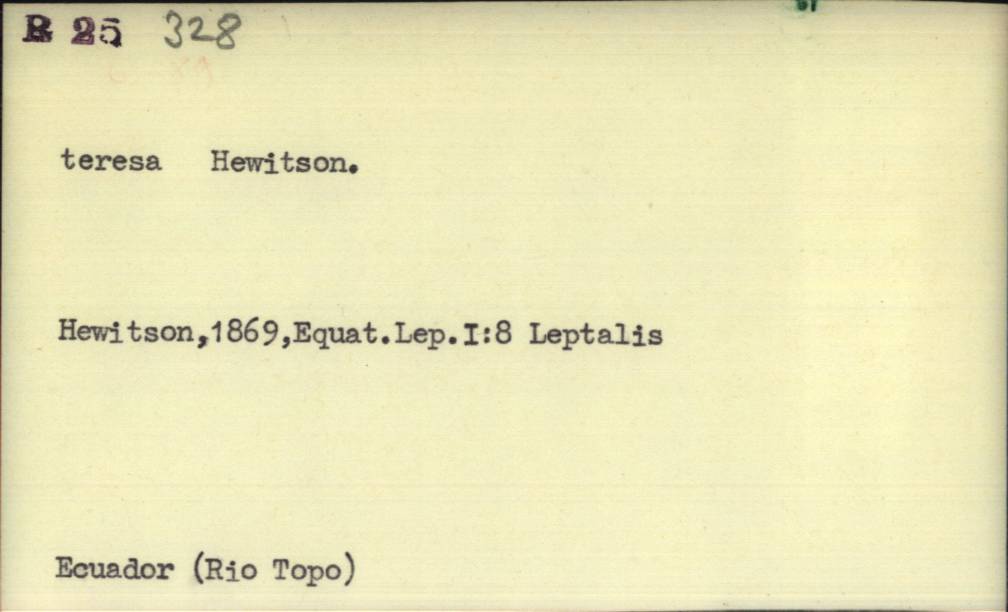 B 25 328
teresa Hewitson.
Hewitson,1869,Equat.Lep.I:8 Leptalis
Ecuador (Rio Topo)